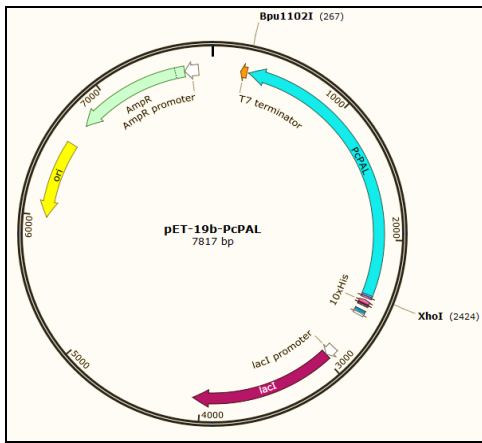 Bpu1102I (267)
7000
1000
AmpR
AmpR promoter
T7 terminator
PcPAL
ori
6000
pET-19b-PcPAL
7817 bp
2000
10xHis
XhoI (2424)
lacI promoter
5000
3000
lacI
4000